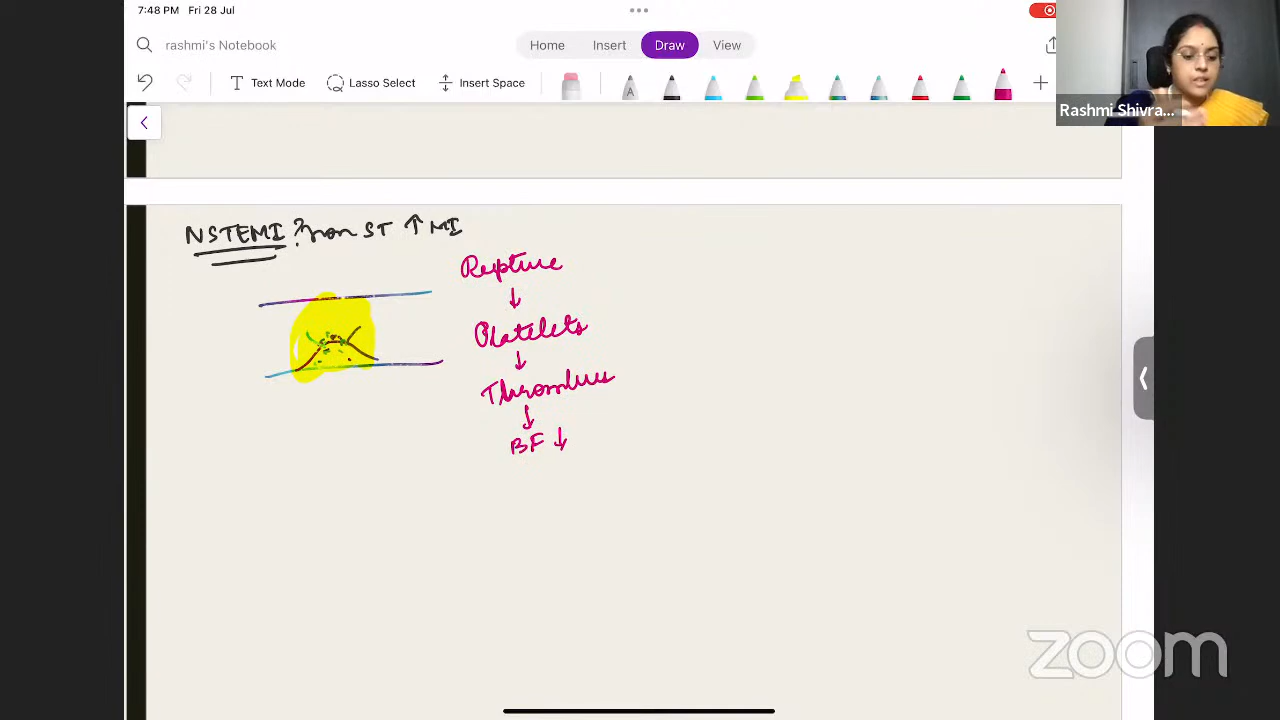 7:48 PM Fri 28 Jul
rashmi's Notebook
Home Insert Draw View
Text Mode
Lasso Select
Insert Space
A
Rashmi Shivra...
NSTEMI ? non ST ↑ MI
Rupture
↓
Platelets
↓
Thrombus
↓
BF ↓
zoom